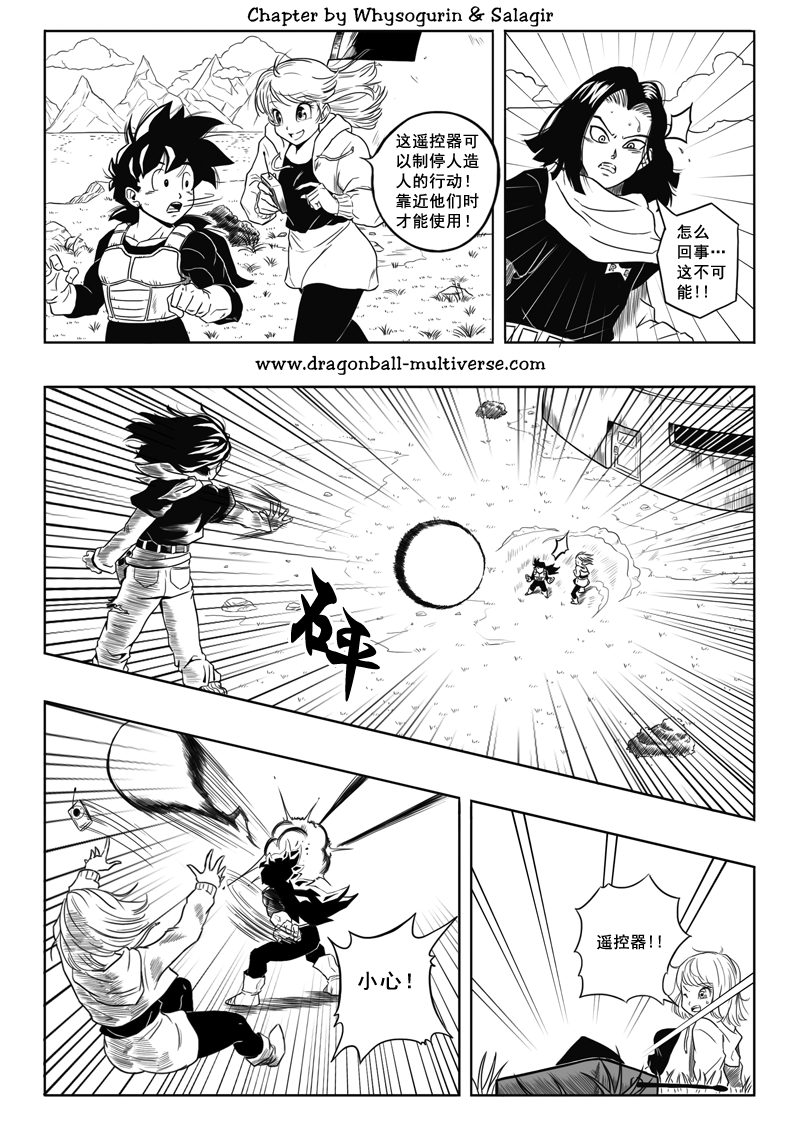 Chapter by Whysogurin & Salagir
这遥控器可
以制停人造
人的行动！
靠近他们时
才能使用！
怎么
回事…
这不可
能！！
www.dragonball-multiverse.com
砰
小心！
遥控器！！